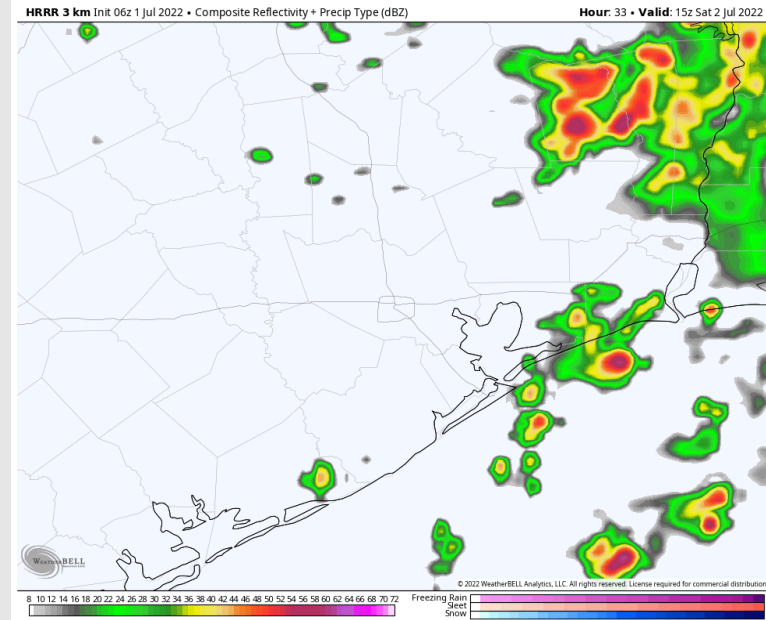 HRRR 3 km Init 06z 1 Jul 2022 • Composite Reflectivity + Precip Type (dBZ) Hour: 33 • Valid: 15z Sat 2 Jul 2022
WEATHERBELL
© 2022 WeatherBELL Analytics, LLC. All rights reserved. License required for commercial distribution
8 10 12 14 16 18 20 22 24 26 28 30 32 34 36 38 40 42 44 46 48 50 52 54 56 58 60 62 64 66 68 70 72
Freezing Rain
Sleet
Snow